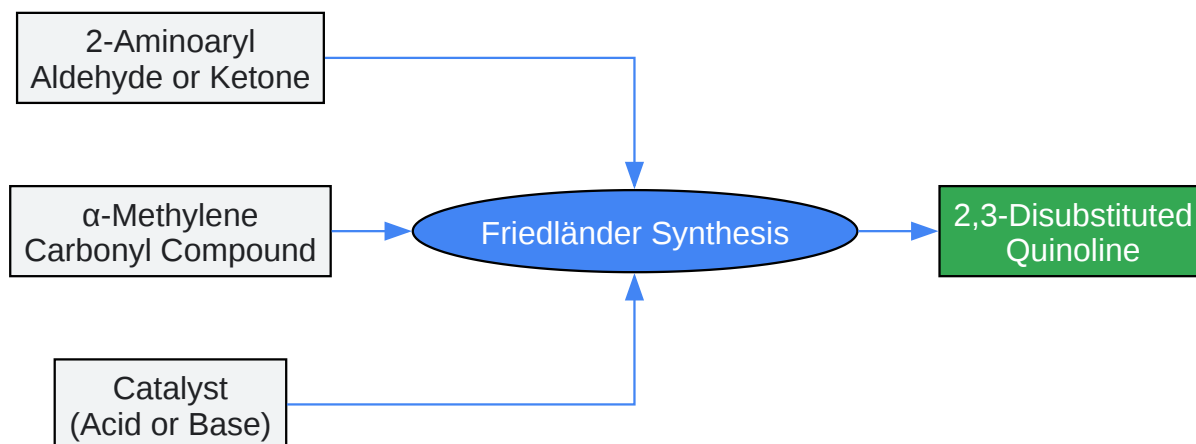 2-Aminoaryl
Aldehyde or Ketone
α-Methylene
Carbonyl Compound
Friedländer Synthesis
2,3-Disubstituted
Quinoline
Catalyst
(Acid or Base)